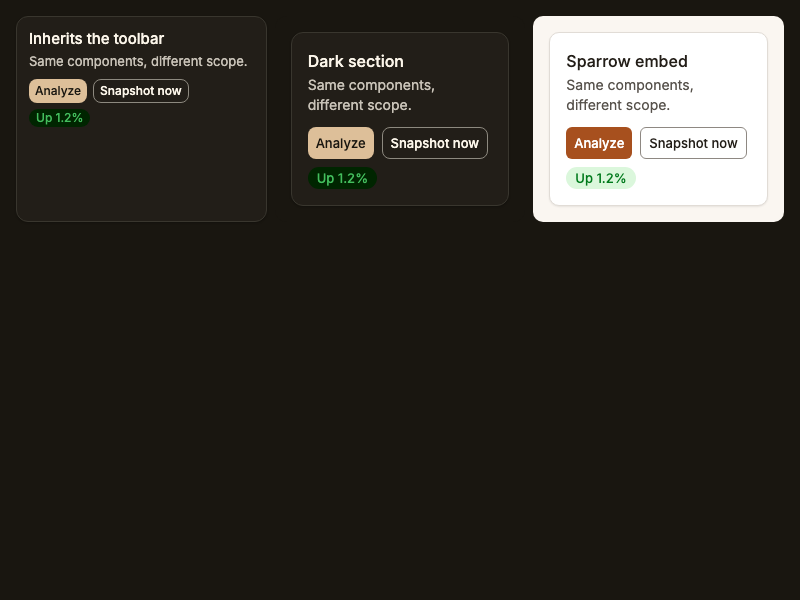 Inherits the toolbar
Same components, different scope.
Analyze
Snapshot now
Up 1.2%
Dark section
Same components,
different scope.
Analyze
Snapshot now
Up 1.2%
Sparrow embed
Same components,
different scope.
Analyze
Snapshot now
Up 1.2%